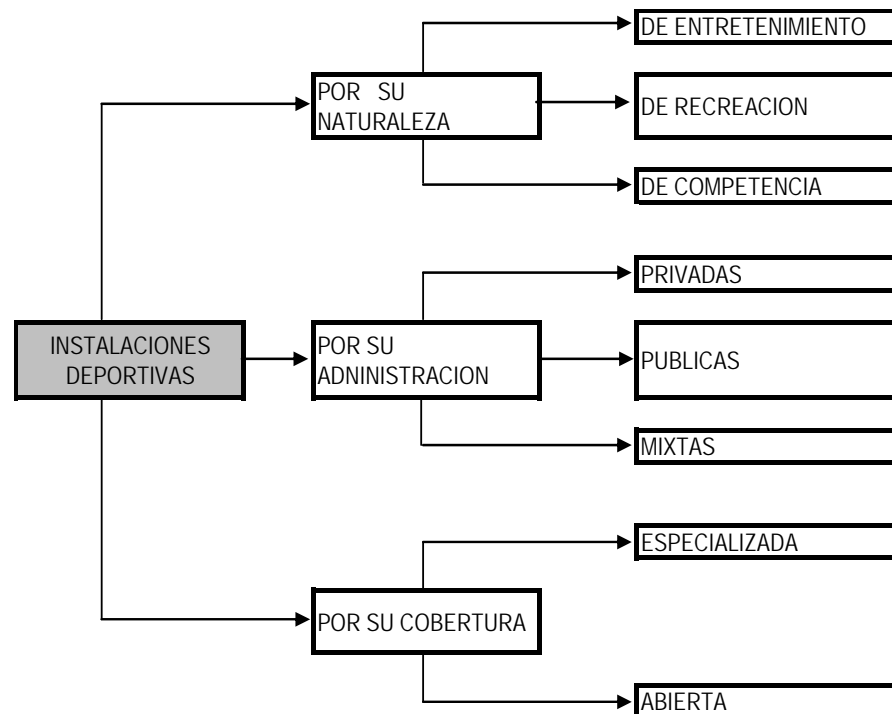 DE ENTRETENIMIENTO
POR SU
NATURALEZA
DE RECREACION
DE COMPETENCIA
PRIVADAS
INSTALACIONES
DEPORTIVAS
POR SU
ADNINISTRACION
PUBLICAS
MIXTAS
ESPECIALIZADA
POR SU COBERTURA
ABIERTA